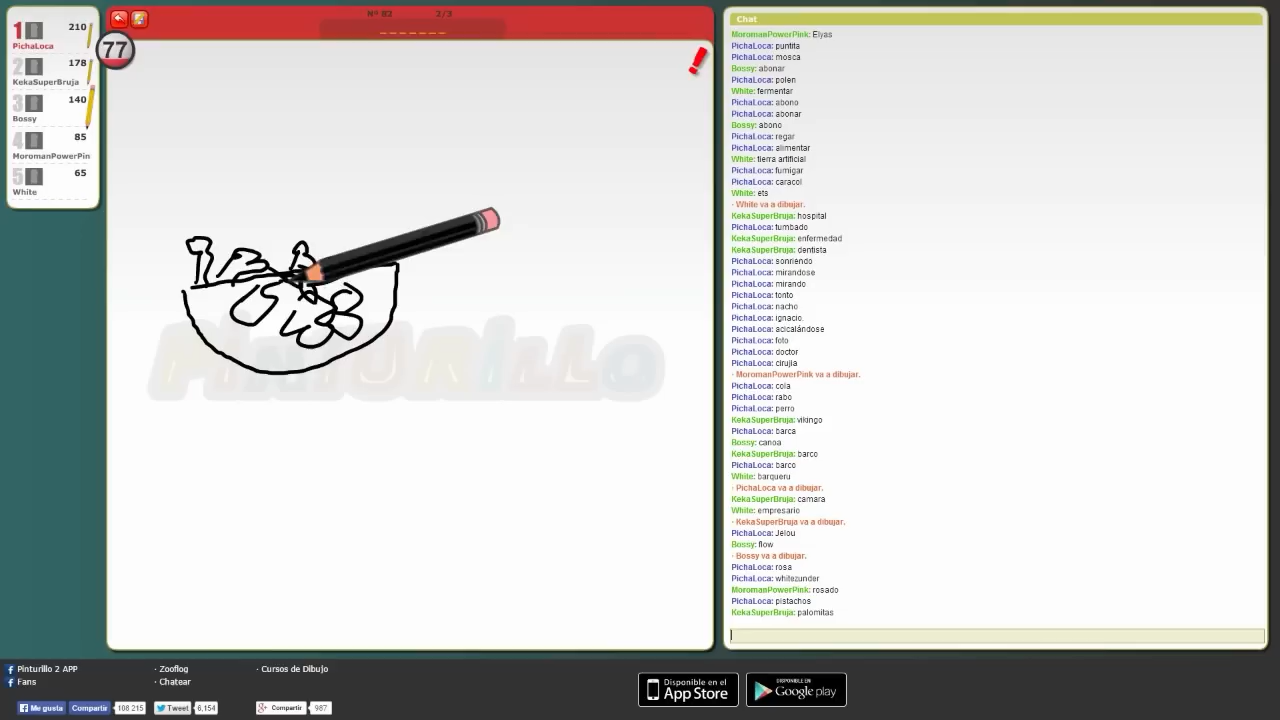 Nº 82 2/3
_ _ _ _ _ _ _
77
1 210
PichaLoca
2 178
KekaSuperBruja
3 140
Bossy
4 85
MoromanPowerPin
5 65
White
Chat
MoromanPowerPink: Elyas
PichaLoca: puntita
PichaLoca: mosca
Bossy: abonar
PichaLoca: polen
White: fermentar
PichaLoca: abono
PichaLoca: abonar
Bossy: abono
PichaLoca: regar
PichaLoca: alimentar
White: tierra artificial
PichaLoca: fumigar
PichaLoca: caracol
White: ets
· White va a dibujar.
KekaSuperBruja: hospital
PichaLoca: tumbado
KekaSuperBruja: enfermedad
KekaSuperBruja: dentista
PichaLoca: sonriendo
PichaLoca: mirandose
PichaLoca: mirando
PichaLoca: tonto
PichaLoca: nacho
PichaLoca: ignacio
PichaLoca: acicalándose
PichaLoca: foto
PichaLoca: doctor
PichaLoca: cirujia
· MoromanPowerPink va a dibujar.
PichaLoca: cola
PichaLoca: rabo
PichaLoca: perro
KekaSuperBruja: vikingo
PichaLoca: barca
Bossy: canoa
KekaSuperBruja: barco
PichaLoca: barco
White: barqueru
· PichaLoca va a dibujar.
KekaSuperBruja: camara
White: empresario
· KekaSuperBruja va a dibujar.
PichaLoca: Jelou
Bossy: flow
· Bossy va a dibujar.
PichaLoca: rosa
PichaLoca: whitezunder
MoromanPowerPink: rosado
PichaLoca: pistachos
KekaSuperBruja: palomitas
Pinturillo 2 APP · Zooflog · Cursos de Dibujo
Fans · Chatear
Me gusta Compartir 108 215 Tweet 6,154 Compartir 987
Disponible en el
App Store
DISPONIBLE EN
Google play